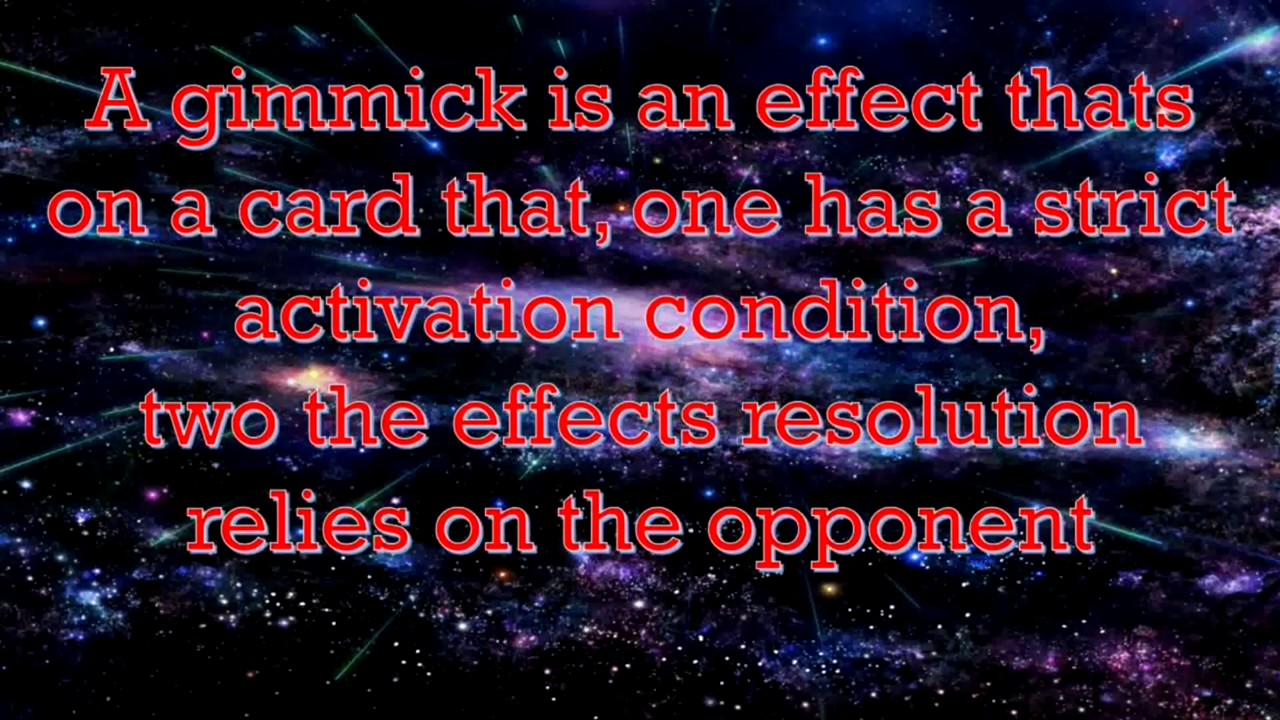 A gimmick is an effect thats
on a card that, one has a strict
activation condition,
two the effects resolution
relies on the opponent